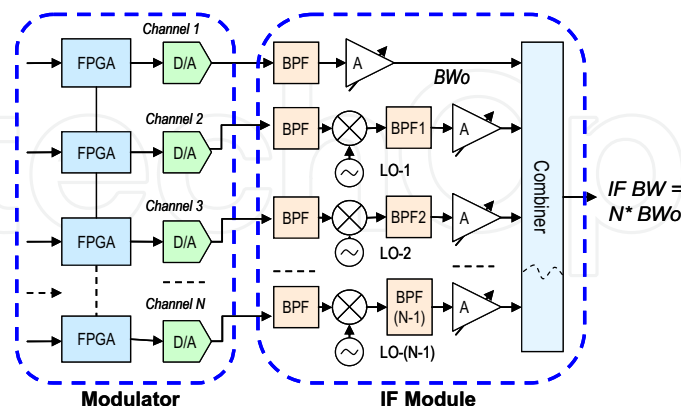 Channel 1
FPGA
D/A
BPF
A
BWo
Channel 2
FPGA
D/A
BPF
BPF1
A
LO-1
Channel 3
FPGA
D/A
BPF
BPF2
A
LO-2
Channel N
FPGA
D/A
BPF
BPF
(N-1)
A
LO-(N-1)
Combiner
IF BW =
N* BWo
Modulator
IF Module
techOp